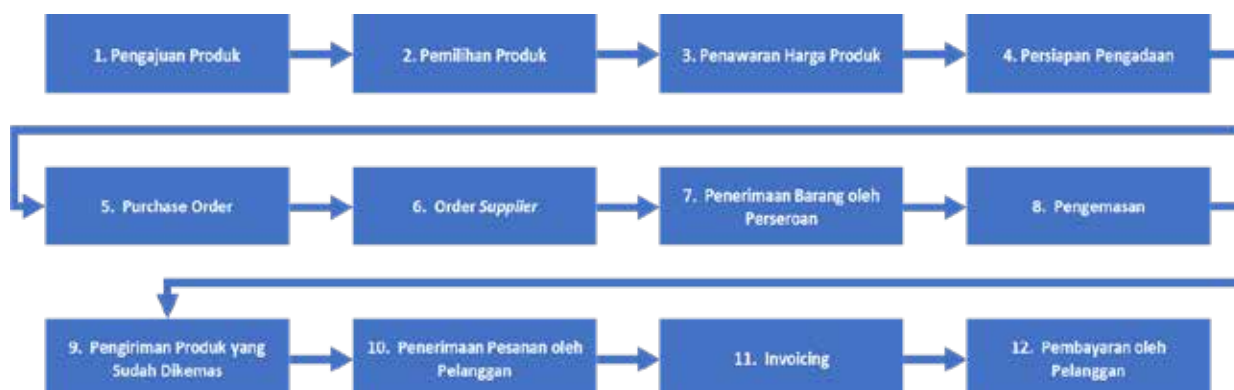 1. Pengajuan Produk
2. Pemilihan Produk
3. Penawaran Harga Produk
4. Persiapan Pengadaan
5. Purchase Order
6. Order Supplier
7. Penerimaan Barang oleh
Perseroan
8. Pengemasan
9. Pengiriman Produk yang
Sudah Dikemas
10. Penerimaan Pesanan oleh
Pelanggan
11. Invoicing
12. Pembayaran oleh
Pelanggan